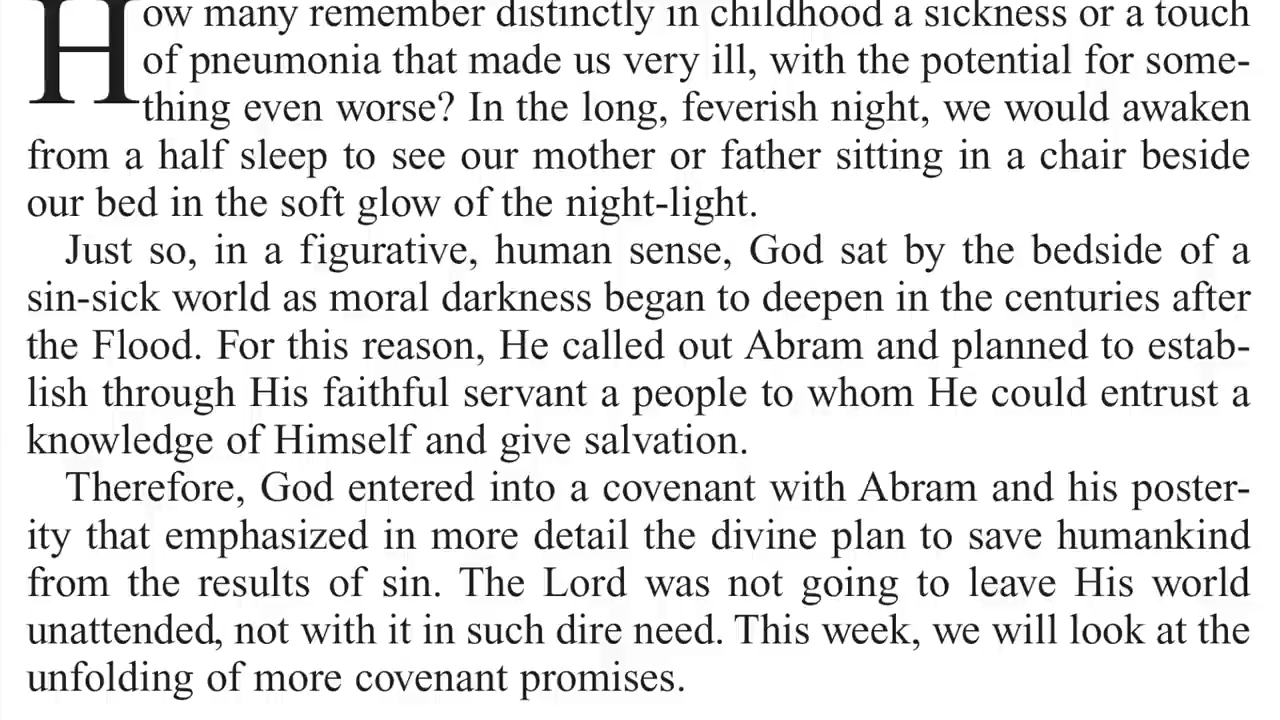 How many remember distinctly in childhood a sickness or a touch
of pneumonia that made us very ill, with the potential for some-
thing even worse? In the long, feverish night, we would awaken
from a half sleep to see our mother or father sitting in a chair beside
our bed in the soft glow of the night-light.
Just so, in a figurative, human sense, God sat by the bedside of a
sin-sick world as moral darkness began to deepen in the centuries after
the Flood. For this reason, He called out Abram and planned to estab-
lish through His faithful servant a people to whom He could entrust a
knowledge of Himself and give salvation.
Therefore, God entered into a covenant with Abram and his poster-
ity that emphasized in more detail the divine plan to save humankind
from the results of sin. The Lord was not going to leave His world
unattended, not with it in such dire need. This week, we will look at the
unfolding of more covenant promises.